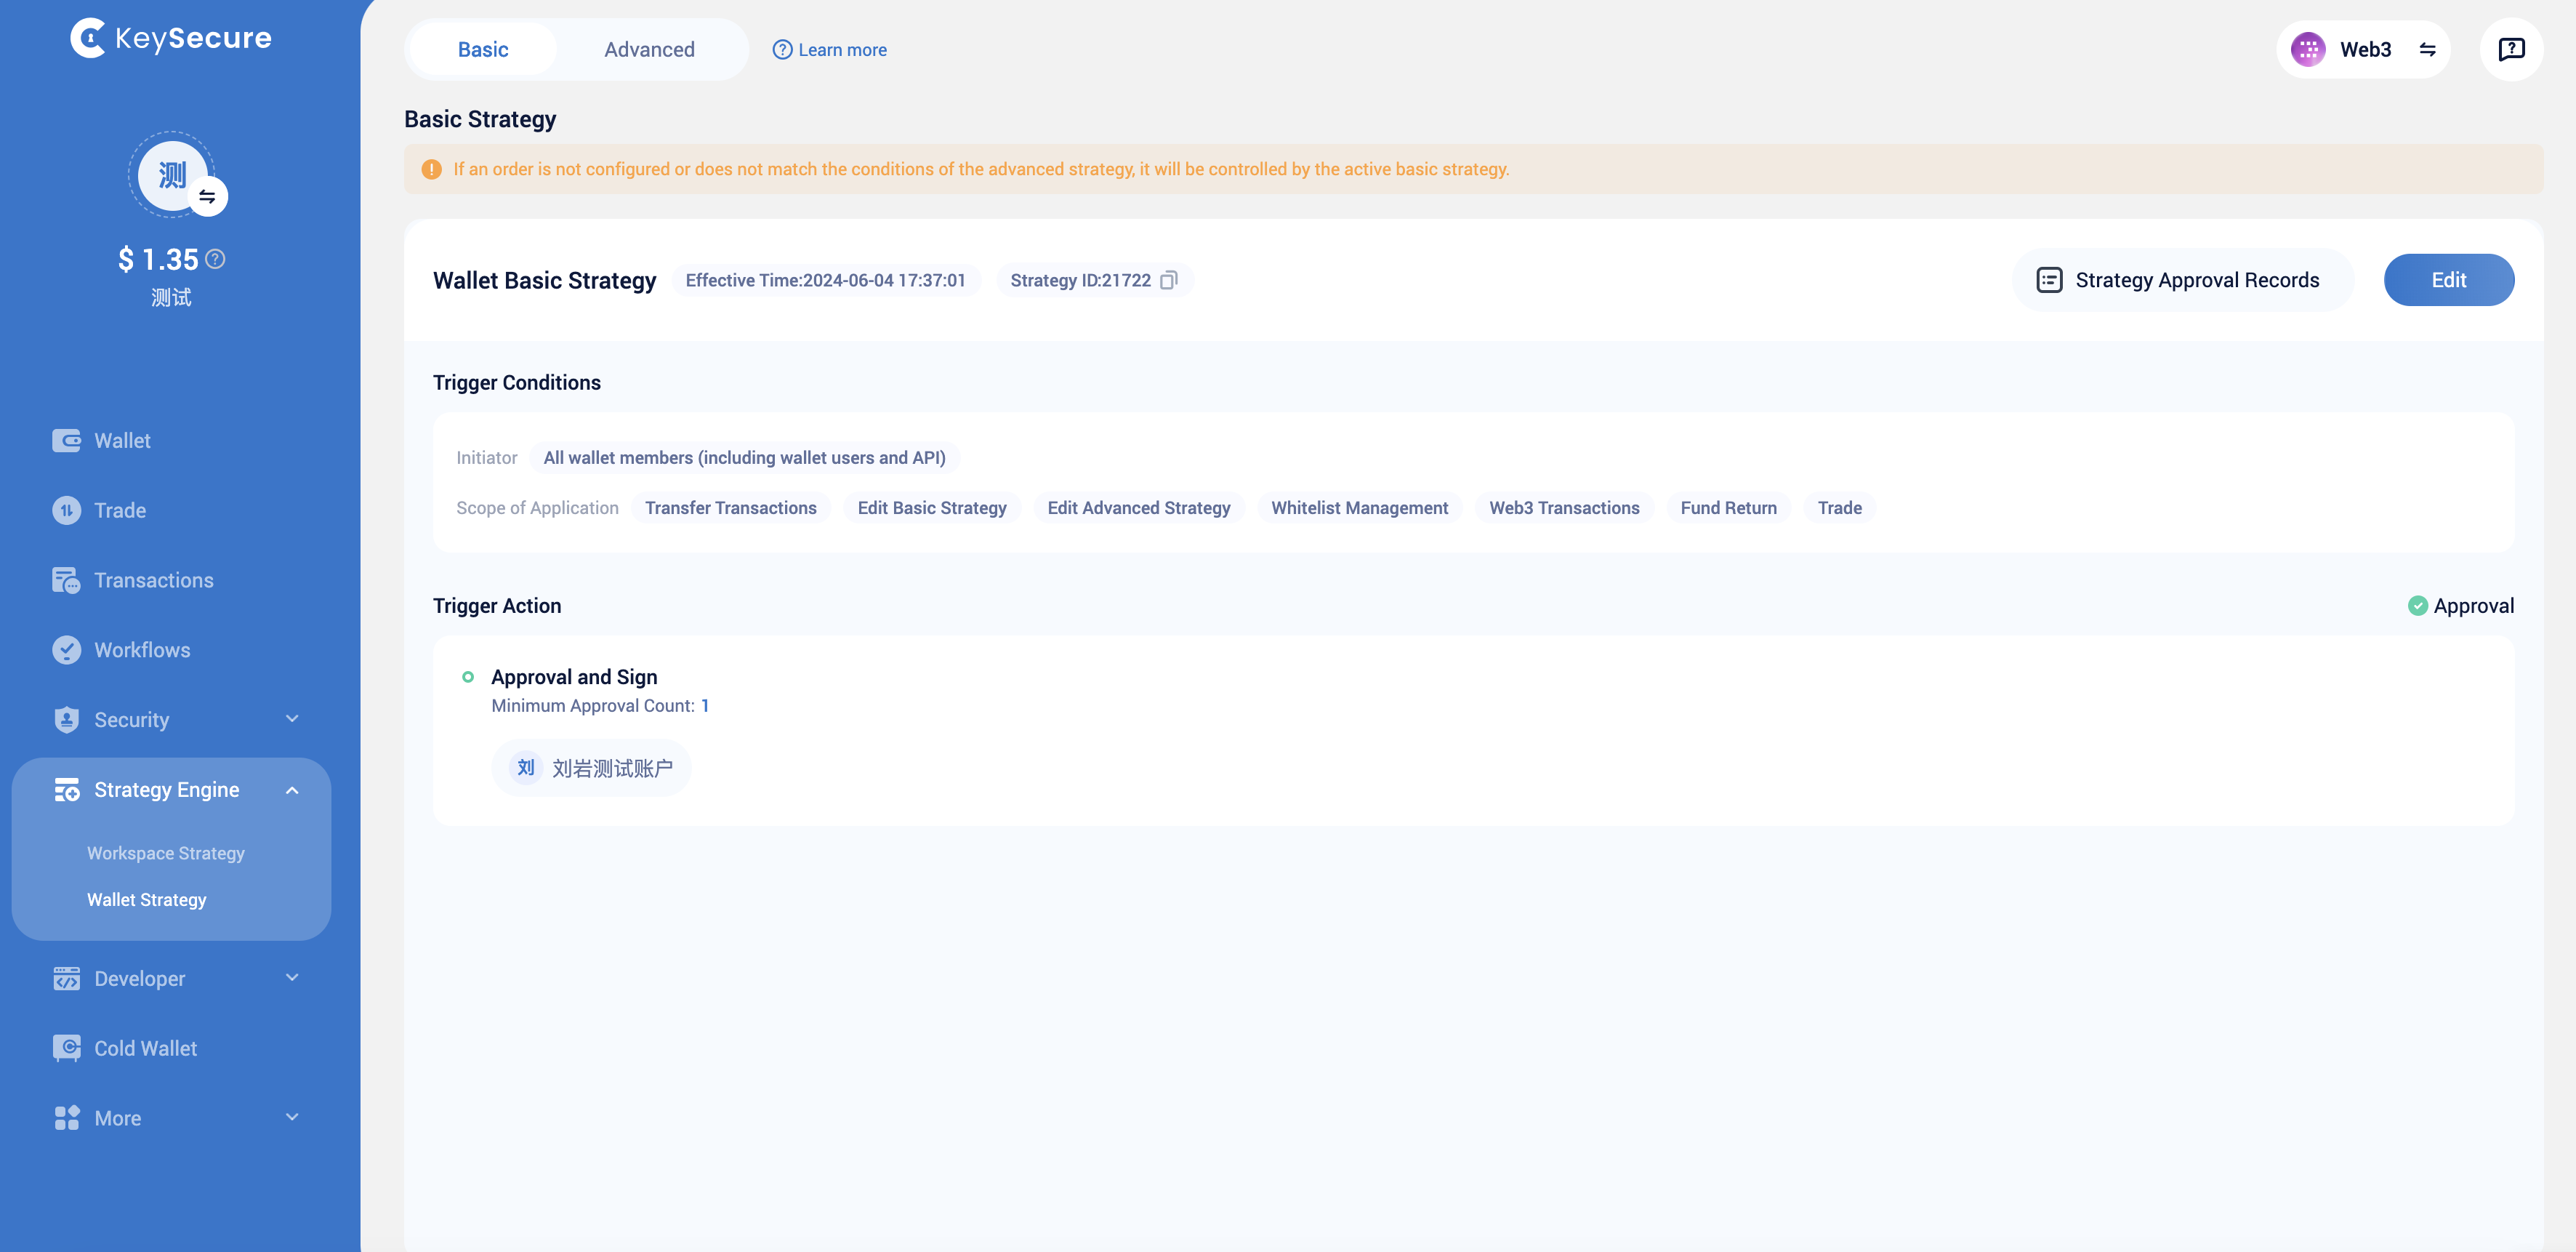 KeySecure
测
$ 1.35
测试
Wallet
Trade
Transactions
Workflows
Security
Strategy Engine
Workspace Strategy
Wallet Strategy
Developer
Cold Wallet
More
Basic Advanced Learn more
Web3
Basic Strategy
If an order is not configured or does not match the conditions of the advanced strategy, it will be controlled by the active basic strategy.
Wallet Basic Strategy Effective Time:2024-06-04 17:37:01 Strategy ID:21722 Strategy Approval Records Edit
Trigger Conditions
Initiator All wallet members (including wallet users and API)
Scope of Application Transfer Transactions Edit Basic Strategy Edit Advanced Strategy Whitelist Management Web3 Transactions Fund Return Trade
Trigger Action Approval
Approval and Sign
Minimum Approval Count: 1
刘 刘岩测试账户